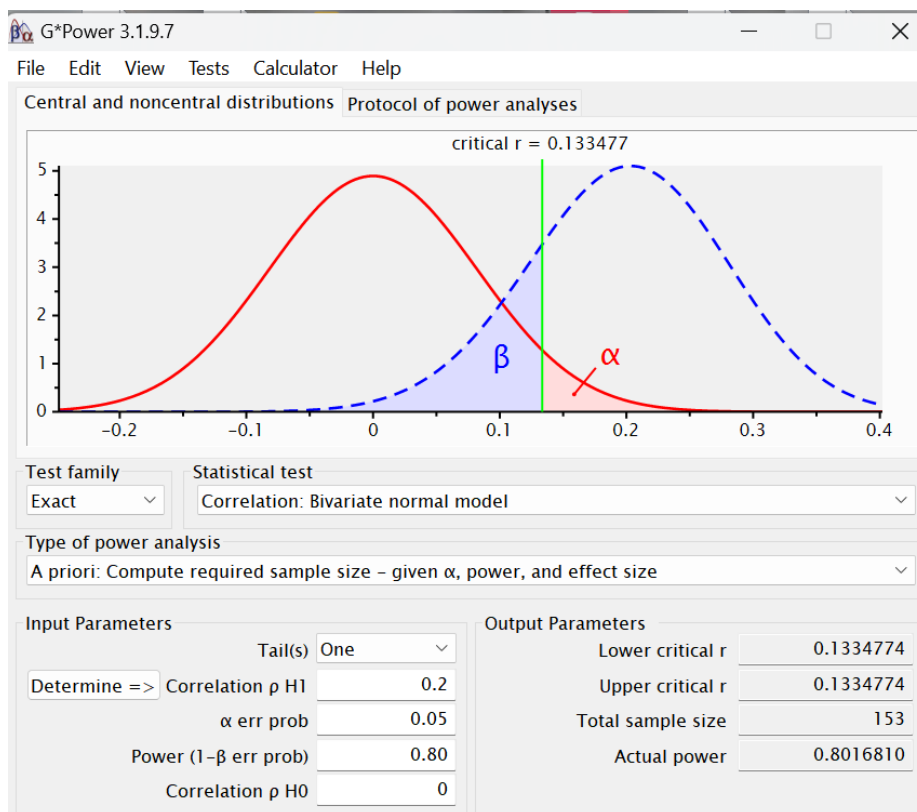 G*Power 3.1.9.7
File Edit View Tests Calculator Help
Central and noncentral distributions Protocol of power analyses
critical r = 0.133477
5
4
3
2
1
0
β
α
-0.2 -0.1 0 0.1 0.2 0.3 0.4
Test family Statistical test
Exact Correlation: Bivariate normal model
Type of power analysis
A priori: Compute required sample size – given α, power, and effect size
Input Parameters Output Parameters
Tail(s) One Lower critical r 0.1334774
Determine => Correlation ρ H1 0.2 Upper critical r 0.1334774
α err prob 0.05 Total sample size 153
Power (1-β err prob) 0.80 Actual power 0.8016810
Correlation ρ H0 0